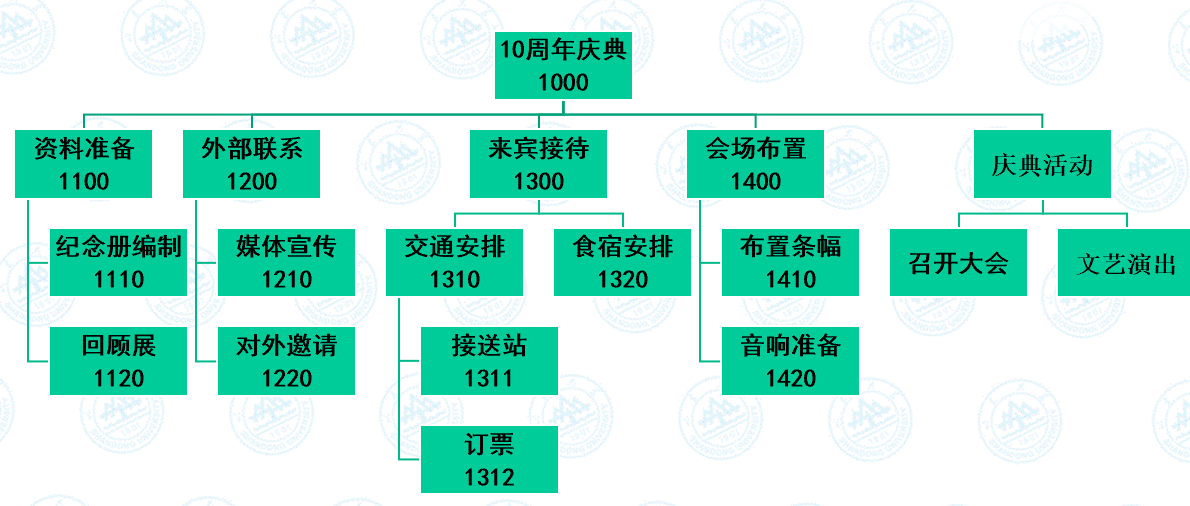 10周年庆典
1000
资料准备
1100
外部联系
1200
来宾接待
1300
会场布置
1400
庆典活动
纪念册编制
1110
媒体宣传
1210
交通安排
1310
食宿安排
1320
布置条幅
1410
召开大会
文艺演出
回顾展
1120
对外邀请
1220
接送站
1311
音响准备
1420
订票
1312